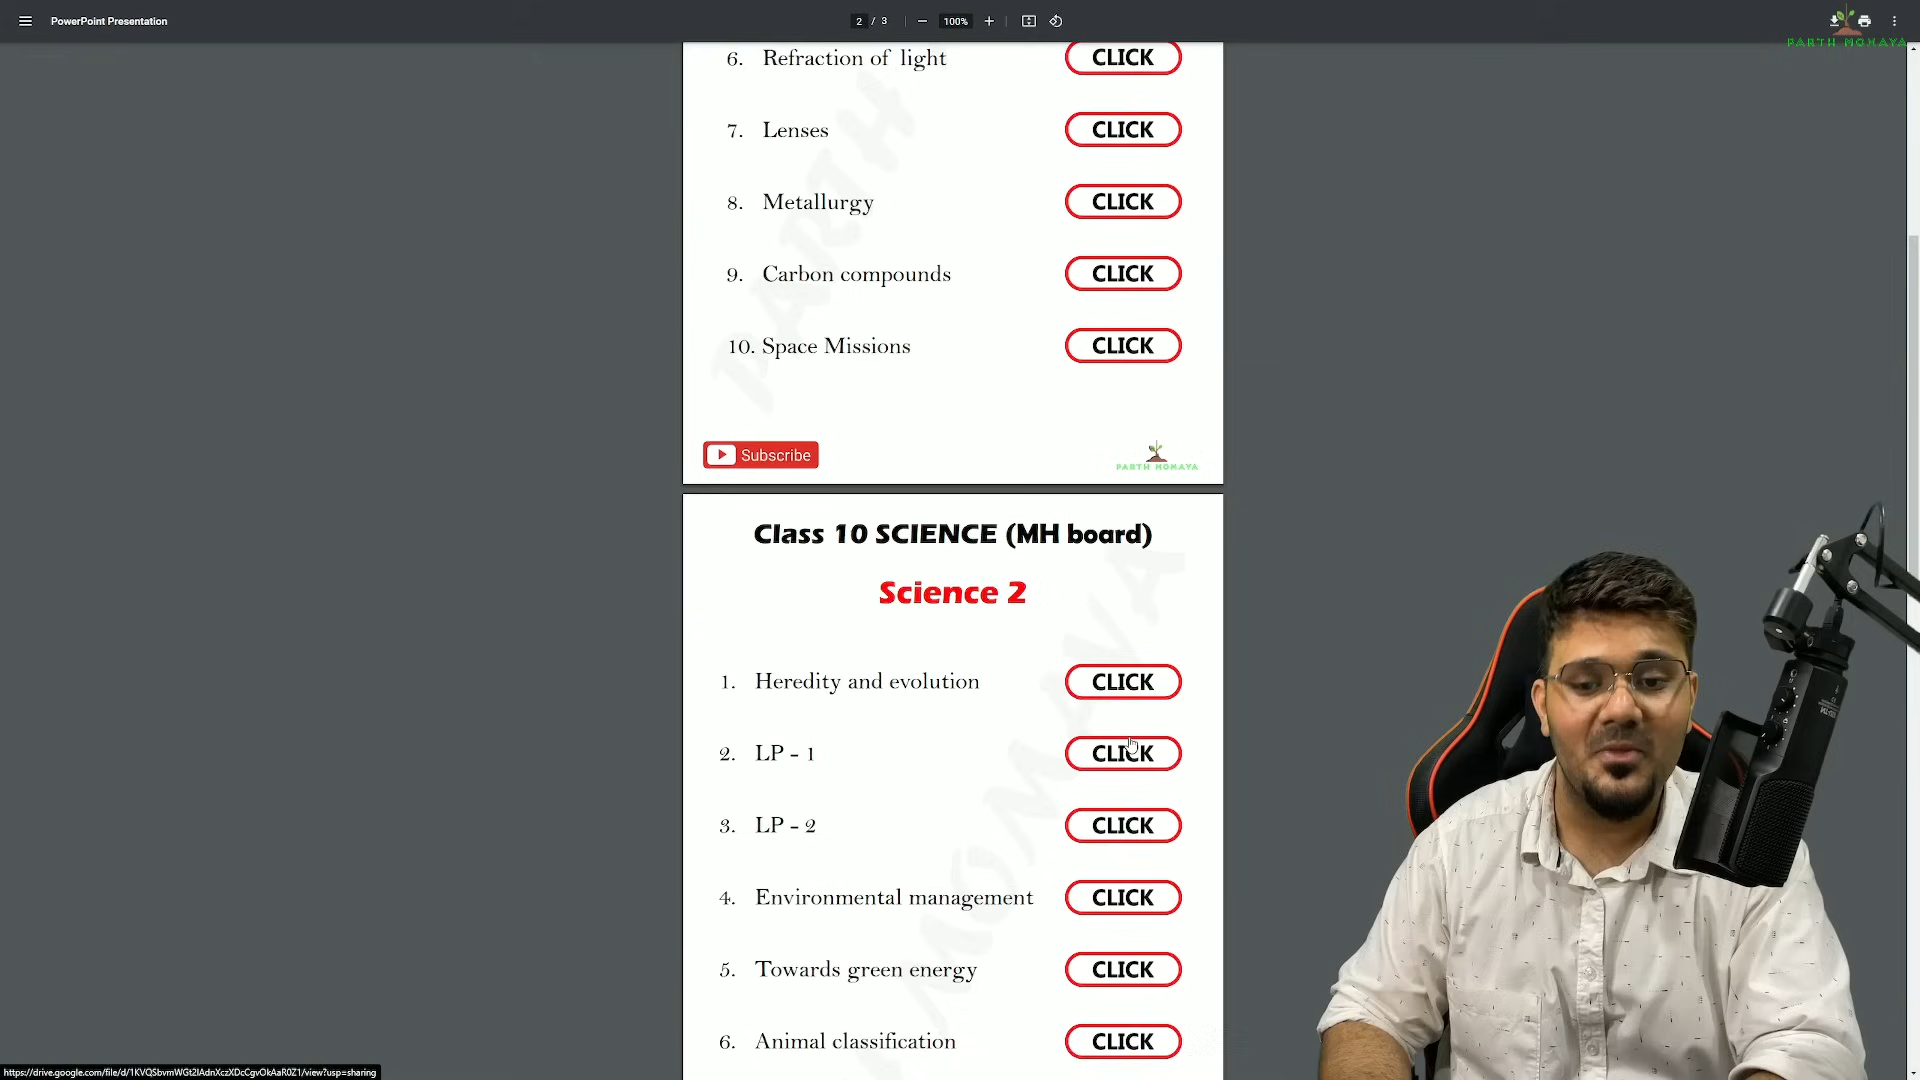 PowerPoint Presentation
2 / 3
100%
PARTH MOMAYA
6. Refraction of light CLICK
7. Lenses CLICK
8. Metallurgy CLICK
9. Carbon compounds CLICK
10. Space Missions CLICK
PARTH
Subscribe
PARTH MOMAYA
Class 10 SCIENCE (MH board)
Science 2
1. Heredity and evolution CLICK
2. LP - 1 CLICK
3. LP - 2 CLICK
4. Environmental management CLICK
5. Towards green energy CLICK
6. Animal classification CLICK
MOMAYA
https://drive.google.com/file/d/1KVQSbvmWGt2IAdnXczXDcCgvOkAaR0Z1/view?usp=sharing